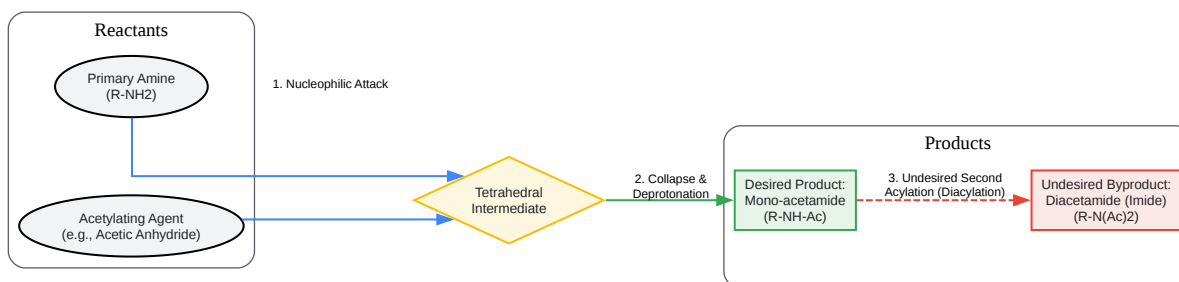 Reactants
Primary Amine
(R-NH2)
1. Nucleophilic Attack
Acetylating Agent
(e.g., Acetic Anhydride)
Tetrahedral
Intermediate
2. Collapse &
Deprotonation
Products
Desired Product:
Mono-acetamide
(R-NH-Ac)
3. Undesired Second
Acylation (Diacylation)
Undesired Byproduct:
Diacetamide (Imide)
(R-N(Ac)2)